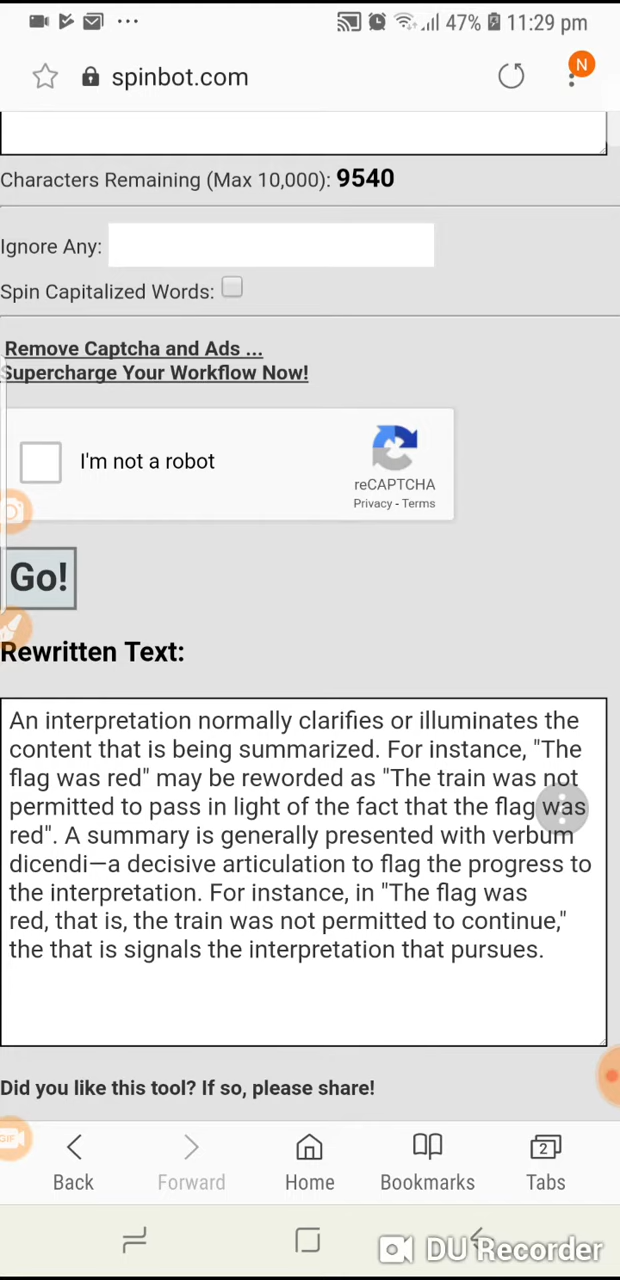 47% 11:29 pm
spinbot.com
N
Characters Remaining (Max 10,000): 9540
Ignore Any:
Spin Capitalized Words:
Remove Captcha and Ads ...
Supercharge Your Workflow Now!
I'm not a robot
reCAPTCHA
Privacy - Terms
Go!
Rewritten Text:
An interpretation normally clarifies or illuminates the
content that is being summarized. For instance, "The
flag was red" may be reworded as "The train was not
permitted to pass in light of the fact that the flag was
red". A summary is generally presented with verbum
dicendi—a decisive articulation to flag the progress to
the interpretation. For instance, in "The flag was
red, that is, the train was not permitted to continue,"
the that is signals the interpretation that pursues.
Did you like this tool? If so, please share!
GIF
2
Back Forward Home Bookmarks Tabs
DU Recorder